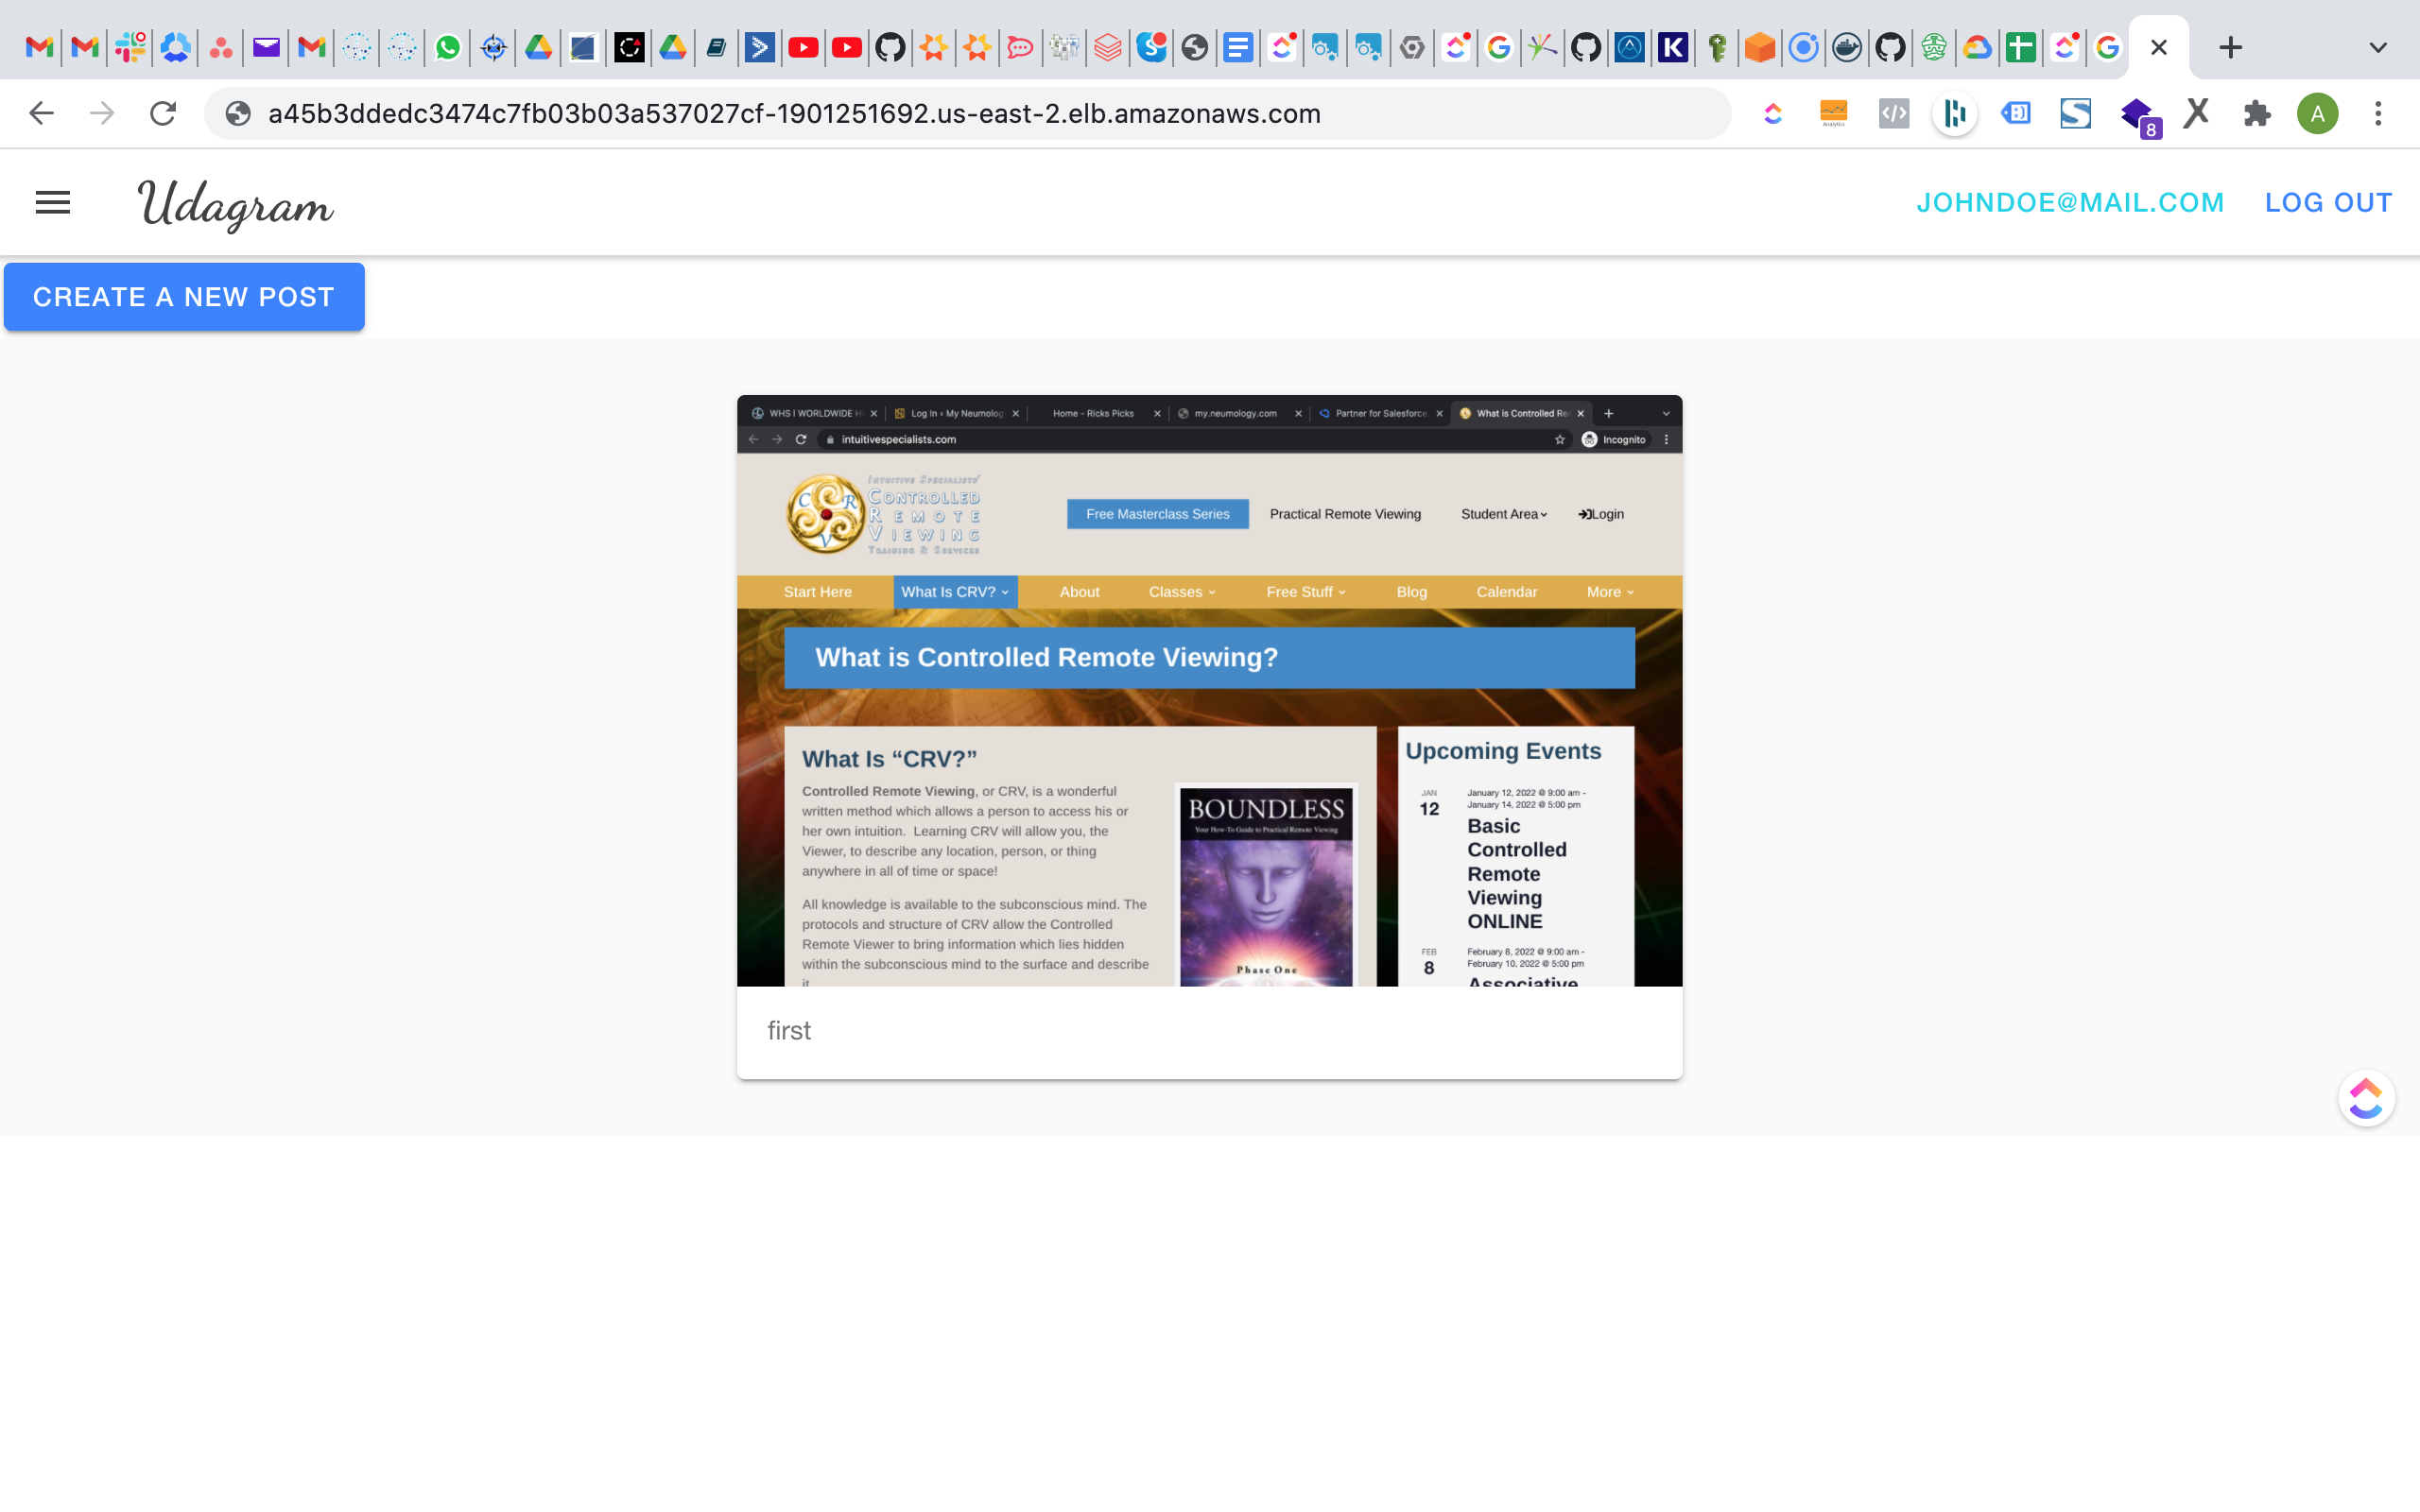 a45b3ddedc3474c7fb03b03a537027cf-1901251692.us-east-2.elb.amazonaws.com
Analytics
8
A
Udagram
JOHNDOE@MAIL.COM LOG OUT
CREATE A NEW POST
WHS I WORLDWIDE Log In ‹ My Neumolog Home - Ricks Picks my.neumology.com Partner for Salesforce. What is Controlled Re
intuitivespecialists.com Incognito
INTUITIVE SPECIALISTS'
CONTROLLED
REMOTE
VIEWING
TRAINING & SERVICES
C R V
Free Masterclass Series Practical Remote Viewing Student Area Login
Start Here What Is CRV? About Classes Free Stuff Blog Calendar More
What is Controlled Remote Viewing?
What Is “CRV?”
Controlled Remote Viewing, or CRV, is a wonderful
written method which allows a person to access his or
her own intuition. Learning CRV will allow you, the
Viewer, to describe any location, person, or thing
anywhere in all of time or space!
All knowledge is available to the subconscious mind. The
protocols and structure of CRV allow the Controlled
Remote Viewer to bring information which lies hidden
within the subconscious mind to the surface and describe
it
BOUNDLESS
Your How-To Guide to Practical Remote Viewing
Phase One
Upcoming Events
JAN
12
January 12, 2022 @ 9:00 am -
January 14, 2022 @ 5:00 pm
Basic
Controlled
Remote
Viewing
ONLINE
FEB
8
February 8, 2022 @ 9:00 am -
February 10, 2022 @ 5:00 pm
Associative
first